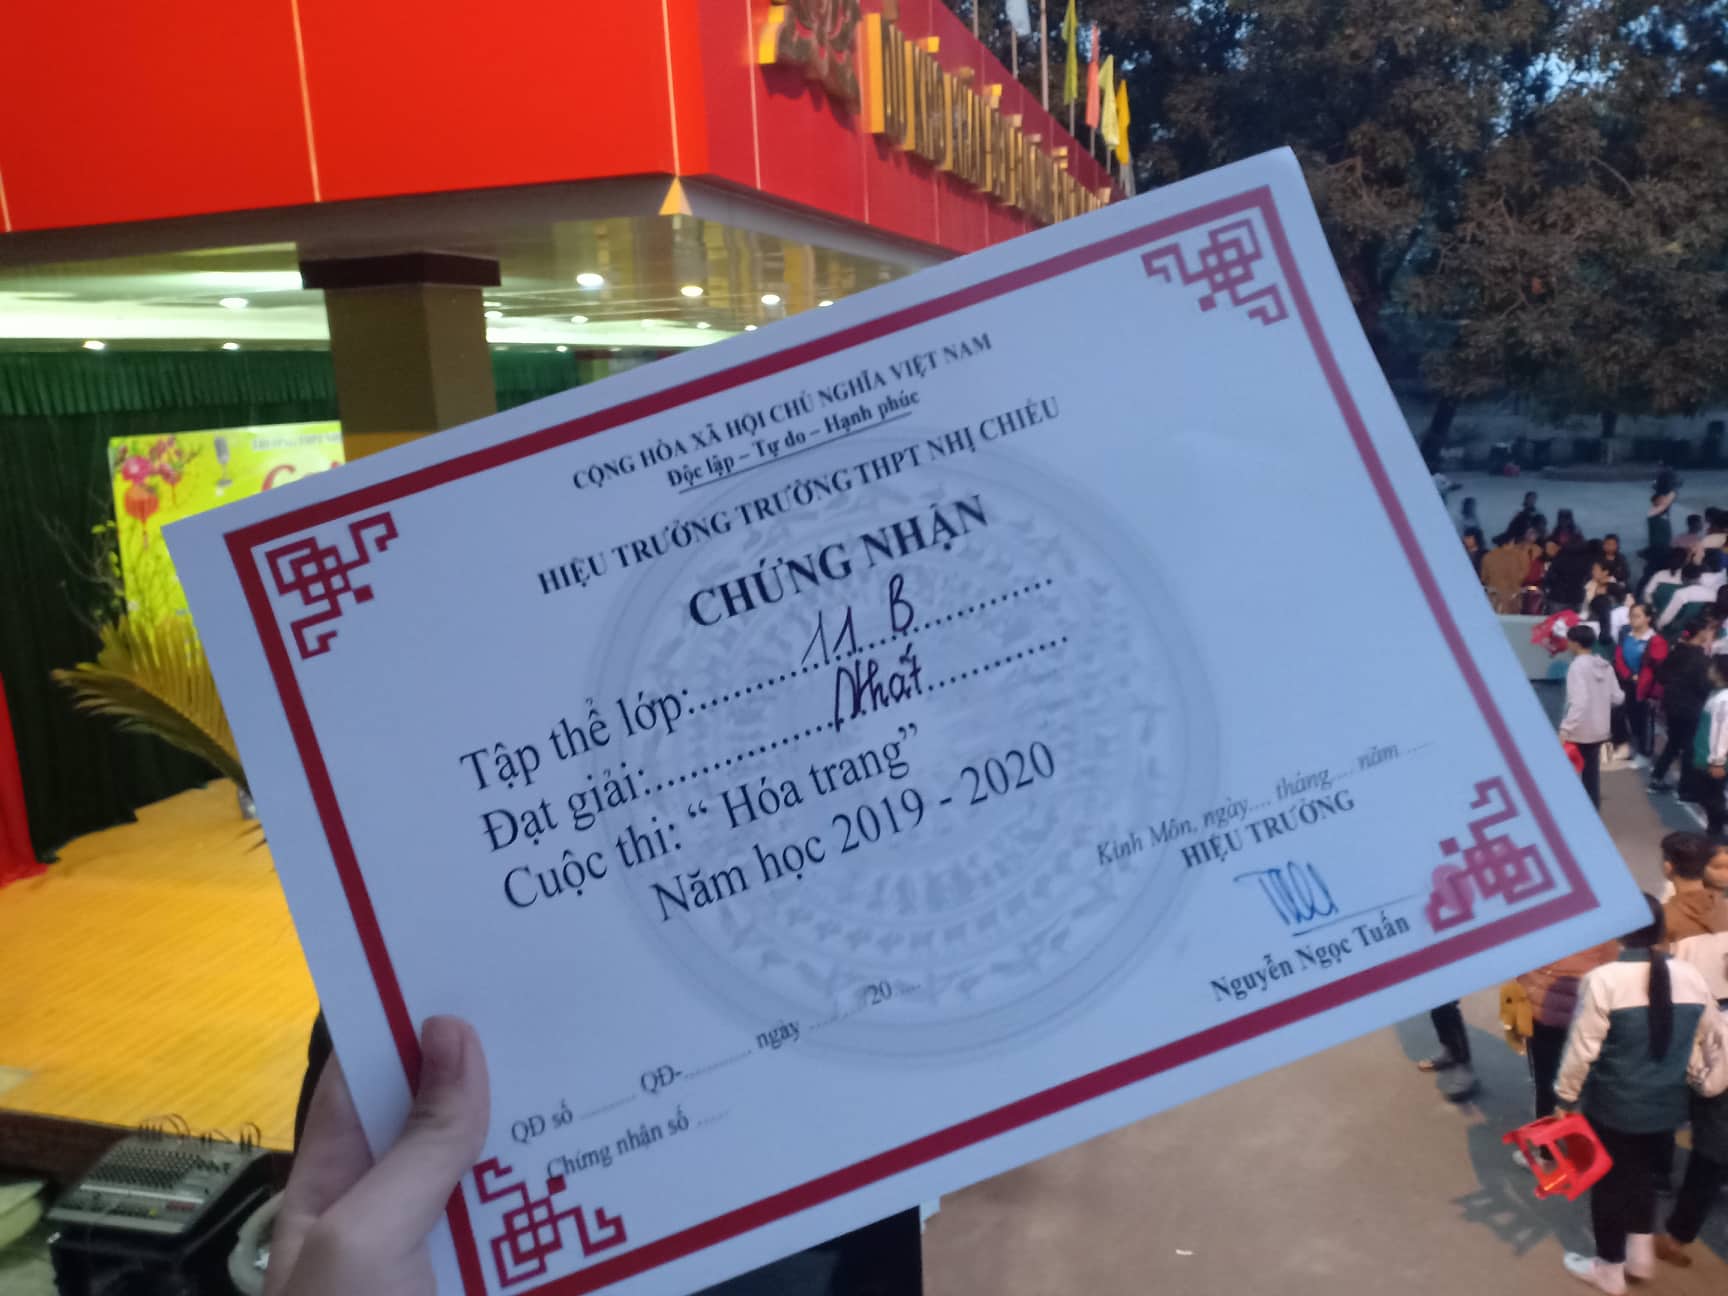 CỘNG HÒA XÃ HỘI CHỦ NGHĨA VIỆT NAM
Độc lập – Tự do – Hạnh phúc
HIỆU TRƯỞNG TRƯỜNG THPT NHỊ CHIỂU
CHỨNG NHẬN
Tập thể lớp:..........11 B..........
Đạt giải:..........Nhất..........
Cuộc thi: “ Hóa trang”
Năm học 2019 - 2020
Kinh Môn, ngày.... tháng.... năm .....
HIỆU TRƯỞNG
Nguyễn Ngọc Tuấn
QĐ số .......... QĐ-............ ngày ........../20.....
Chứng nhận số ......